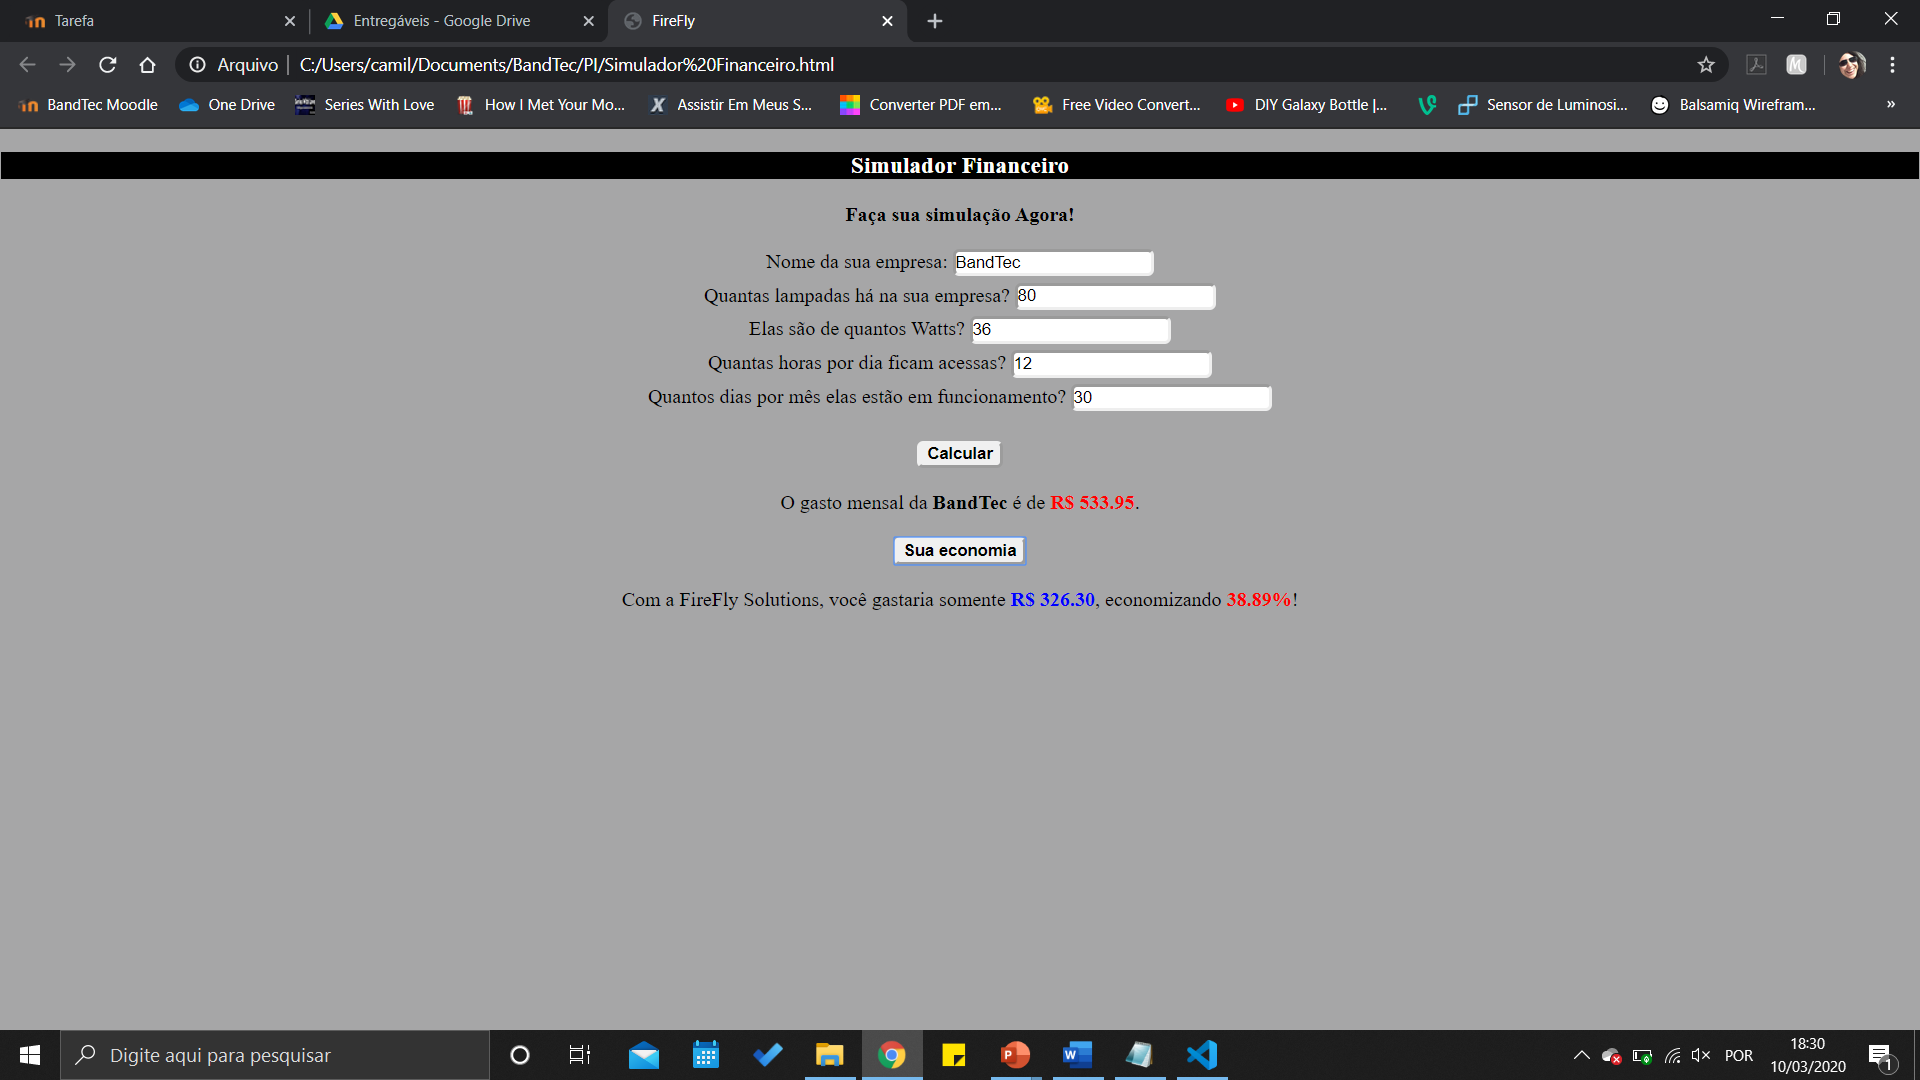 Tarefa
Entregáveis - Google Drive
FireFly
Arquivo
C:/Users/camil/Documents/BandTec/PI/Simulador%20Financeiro.html
BandTec Moodle
One Drive
Series With Love
How I Met Your Mo...
Assistir Em Meus S...
Converter PDF em...
Free Video Convert...
DIY Galaxy Bottle |...
Sensor de Luminosi...
Balsamiq Wirefram...
»
Simulador Financeiro
Faça sua simulação Agora!
Nome da sua empresa: BandTec
Quantas lampadas há na sua empresa? 80
Elas são de quantos Watts? 36
Quantas horas por dia ficam acessas? 12
Quantos dias por mês elas estão em funcionamento? 30
Calcular
O gasto mensal da BandTec é de R$ 533.95.
Sua economia
Com a FireFly Solutions, você gastaria somente R$ 326.30, economizando 38.89%!
Digite aqui para pesquisar
POR
18:30
10/03/2020
1